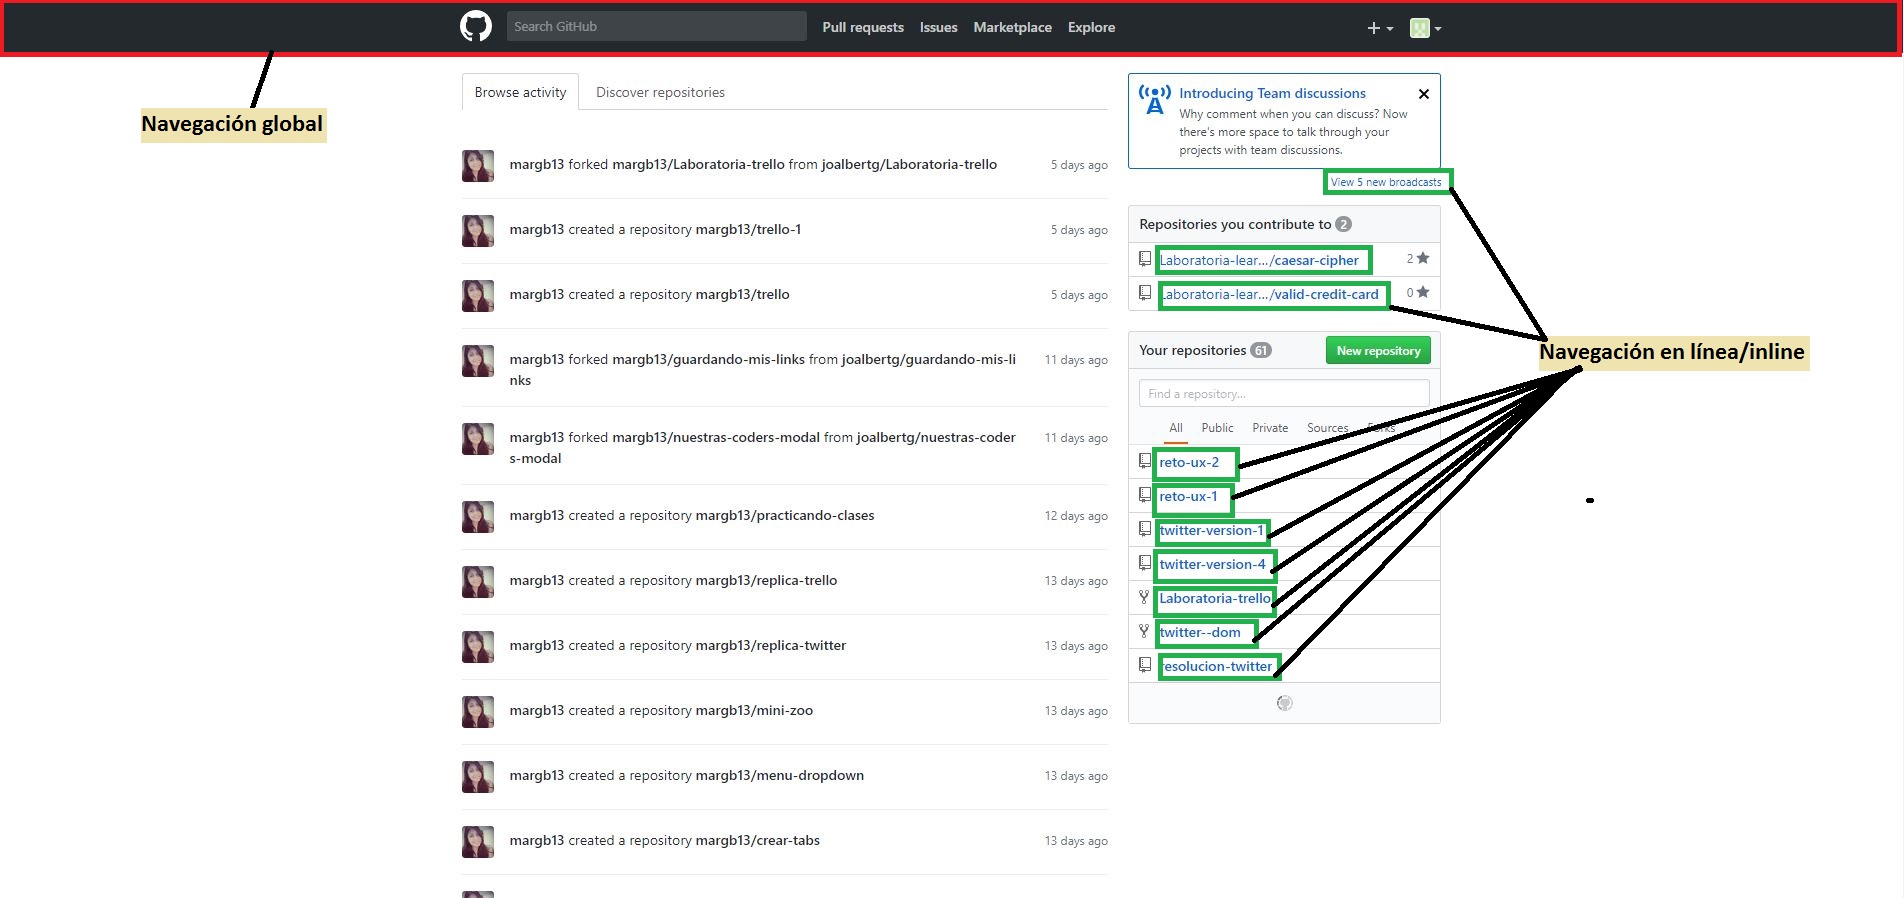 Search GitHub
Pull requests Issues Marketplace Explore
Navegación global
Browse activity Discover repositories
margb13 forked margb13/Laboratoria-trello from joalbertg/Laboratoria-trello 5 days ago
margb13 created a repository margb13/trello-1 5 days ago
margb13 created a repository margb13/trello 5 days ago
margb13 forked margb13/guardando-mis-links from joalbertg/guardando-mis-li 11 days ago
nks
margb13 forked margb13/nuestras-coders-modal from joalbertg/nuestras-coder 11 days ago
s-modal
margb13 created a repository margb13/practicando-clases 12 days ago
margb13 created a repository margb13/replica-trello 13 days ago
margb13 created a repository margb13/replica-twitter 13 days ago
margb13 created a repository margb13/mini-zoo 13 days ago
margb13 created a repository margb13/menu-dropdown 13 days ago
margb13 created a repository margb13/crear-tabs 13 days ago
Introducing Team discussions
Why comment when you can discuss? Now
there's more space to talk through your
projects with team discussions.
View 5 new broadcasts
Repositories you contribute to 2
Laboratoria-lear.../caesar-cipher 2
Laboratoria-lear.../valid-credit-card 0
Your repositories 61 New repository
Find a repository...
All Public Private Sources Forks
reto-ux-2
reto-ux-1
twitter-version-1
twitter-version-4
Laboratoria-trello
twitter--dom
resolucion-twitter
Navegación en línea/inline